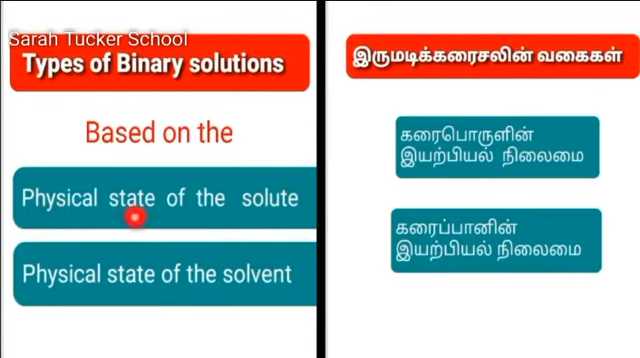 Sarah Tucker School
Types of Binary solutions
Based on the
Physical state of the solute
Physical state of the solvent
இருமடிக்கரைசலின் வகைகள்
கரைபொருளின்
இயற்பியல் நிலைமை
கரைப்பானின்
இயற்பியல் நிலைமை